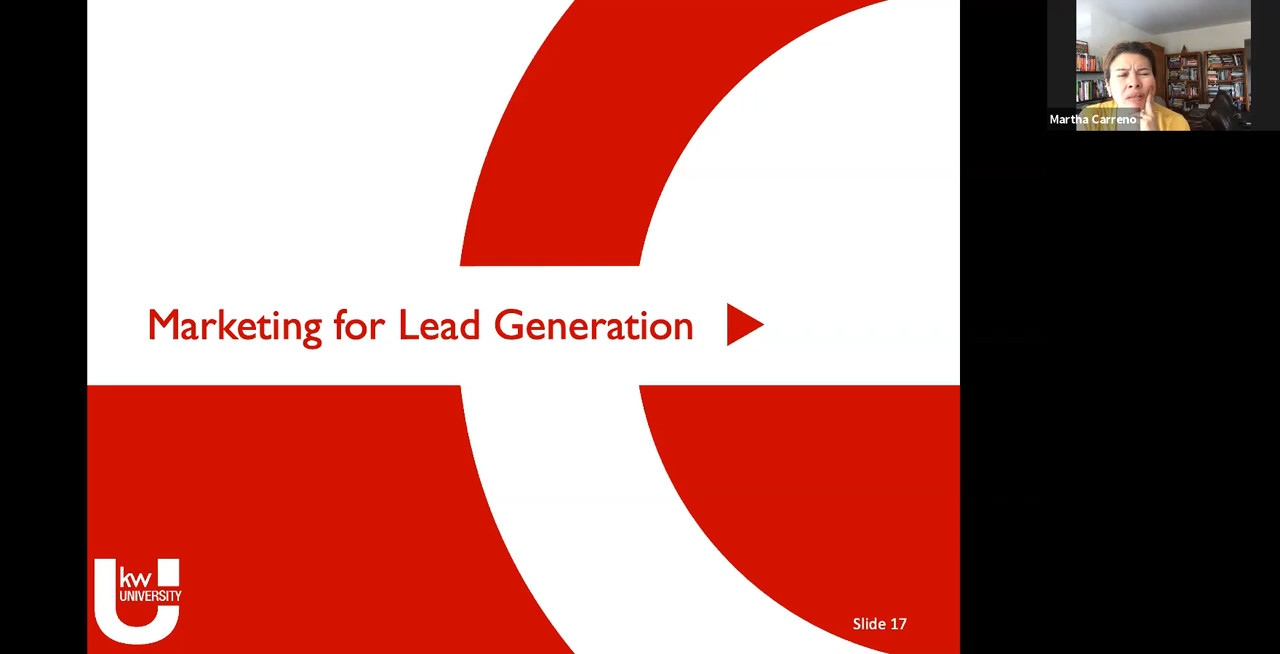 Martha Carreno
Marketing for Lead Generation
kw
UNIVERSITY
Slide 17